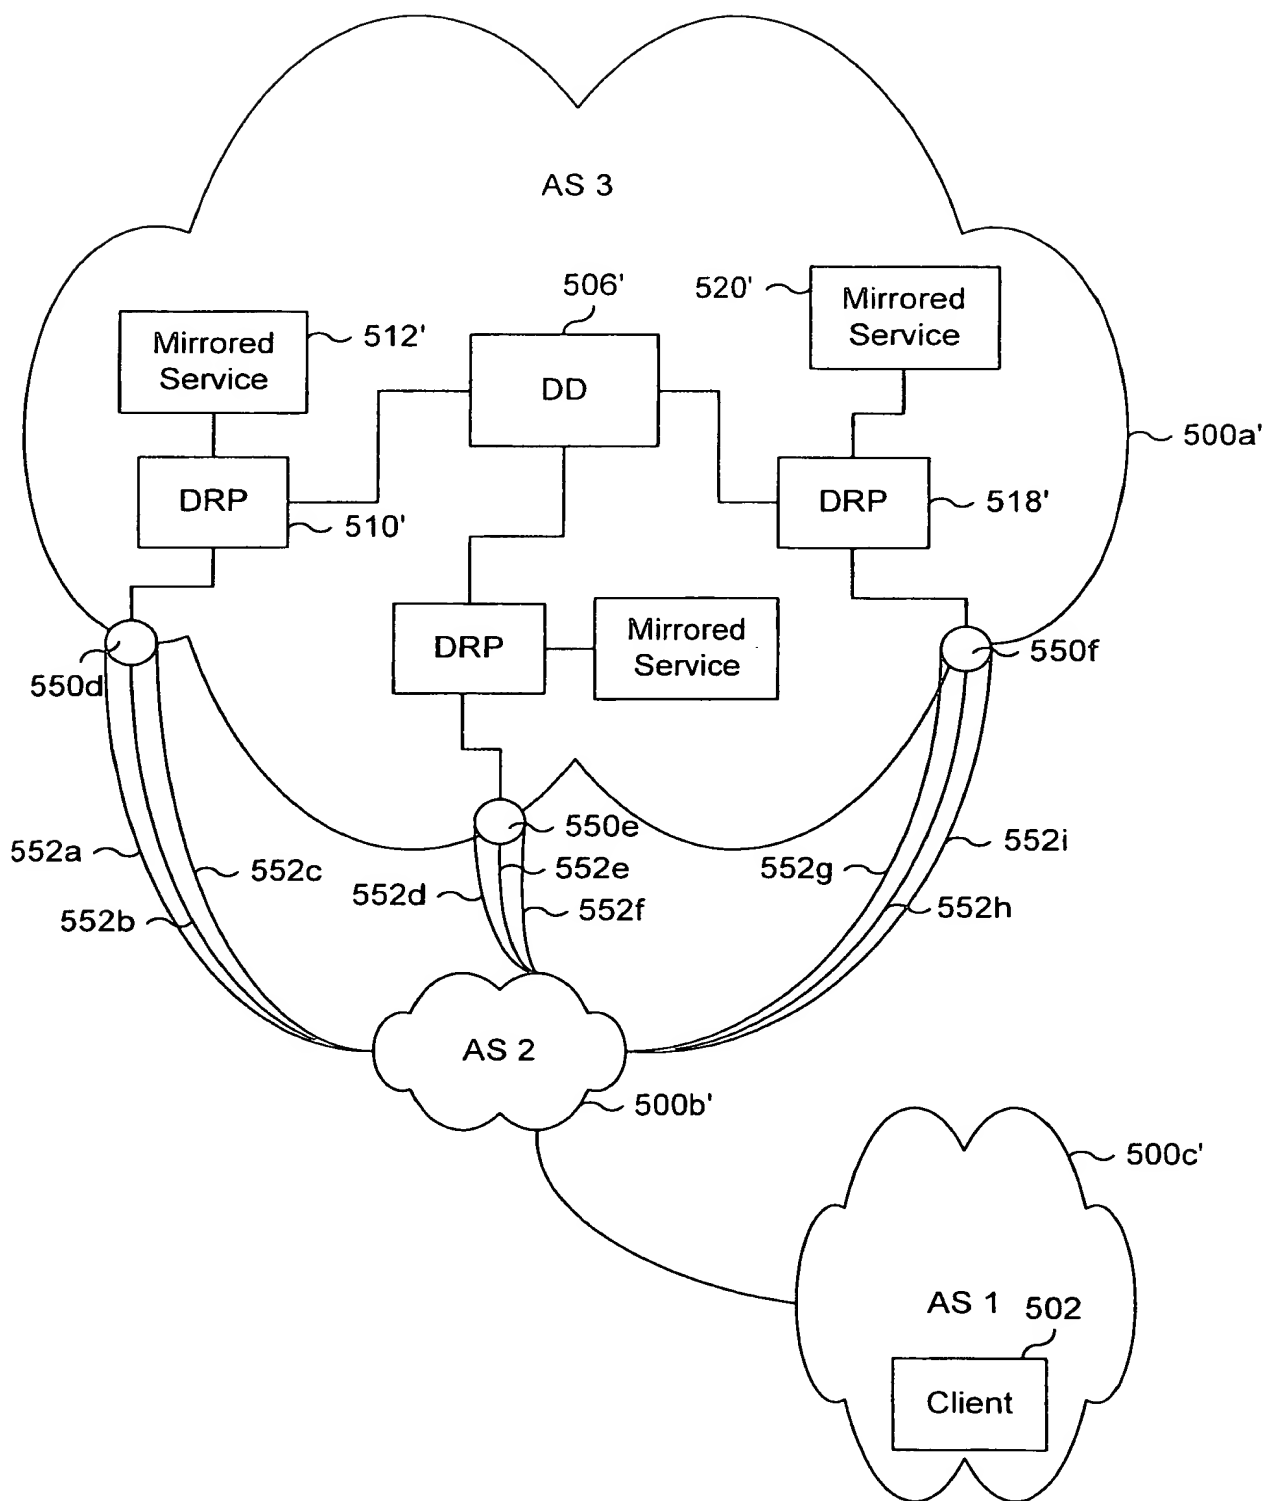 AS 3
506'
520'
Mirrored
Service
Mirrored
Service
512'
DD
500a'
DRP
510'
DRP
518'
DRP
Mirrored
Service
550d
550f
550e
552a
552c
552b
552d
552e
552f
552g
552i
552h
AS 2
500b'
500c'
AS 1
502
Client